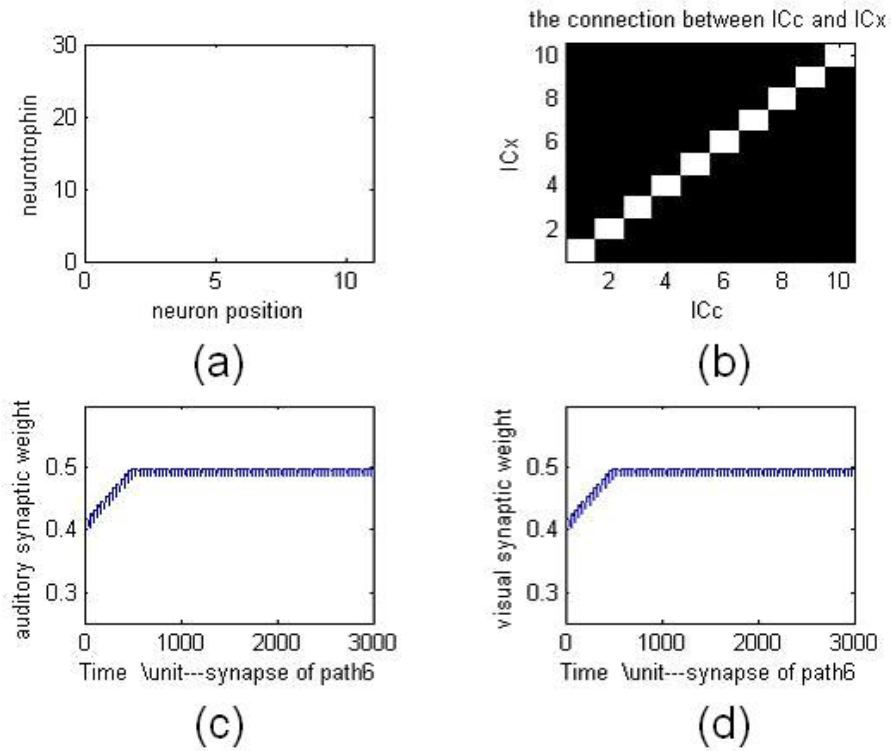 the connection between ICc and ICx
30
20
10
0
neurotrophin
0 5 10
neuron position
(a)
10
8
6
4
2
ICx
2 4 6 8 10
ICc
(b)
0.5
0.4
0.3
auditory synaptic weight
0 1000 2000 3000
Time \unit---synapse of path6
(c)
0.5
0.4
0.3
visual synaptic weight
0 1000 2000 3000
Time \unit---synapse of path6
(d)